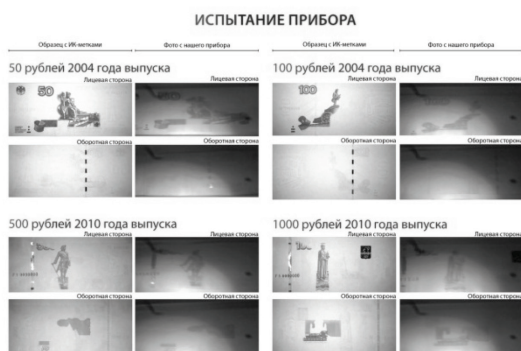 ИСПЫТАНИЕ ПРИБОРА
Образец с ИК-метками
Фото с нашего прибора
Образец с ИК-метками
Фото с нашего прибора
50 рублей 2004 года выпуска
Лицевая сторона
Лицевая сторона
50
Оборотная сторона
Оборотная сторона
100 рублей 2004 года выпуска
Лицевая сторона
Лицевая сторона
100
Оборотная сторона
Оборотная сторона
500 рублей 2010 года выпуска
Лицевая сторона
Лицевая сторона
Оборотная сторона
Оборотная сторона
1000 рублей 2010 года выпуска
Лицевая сторона
Лицевая сторона
Оборотная сторона
Оборотная сторона